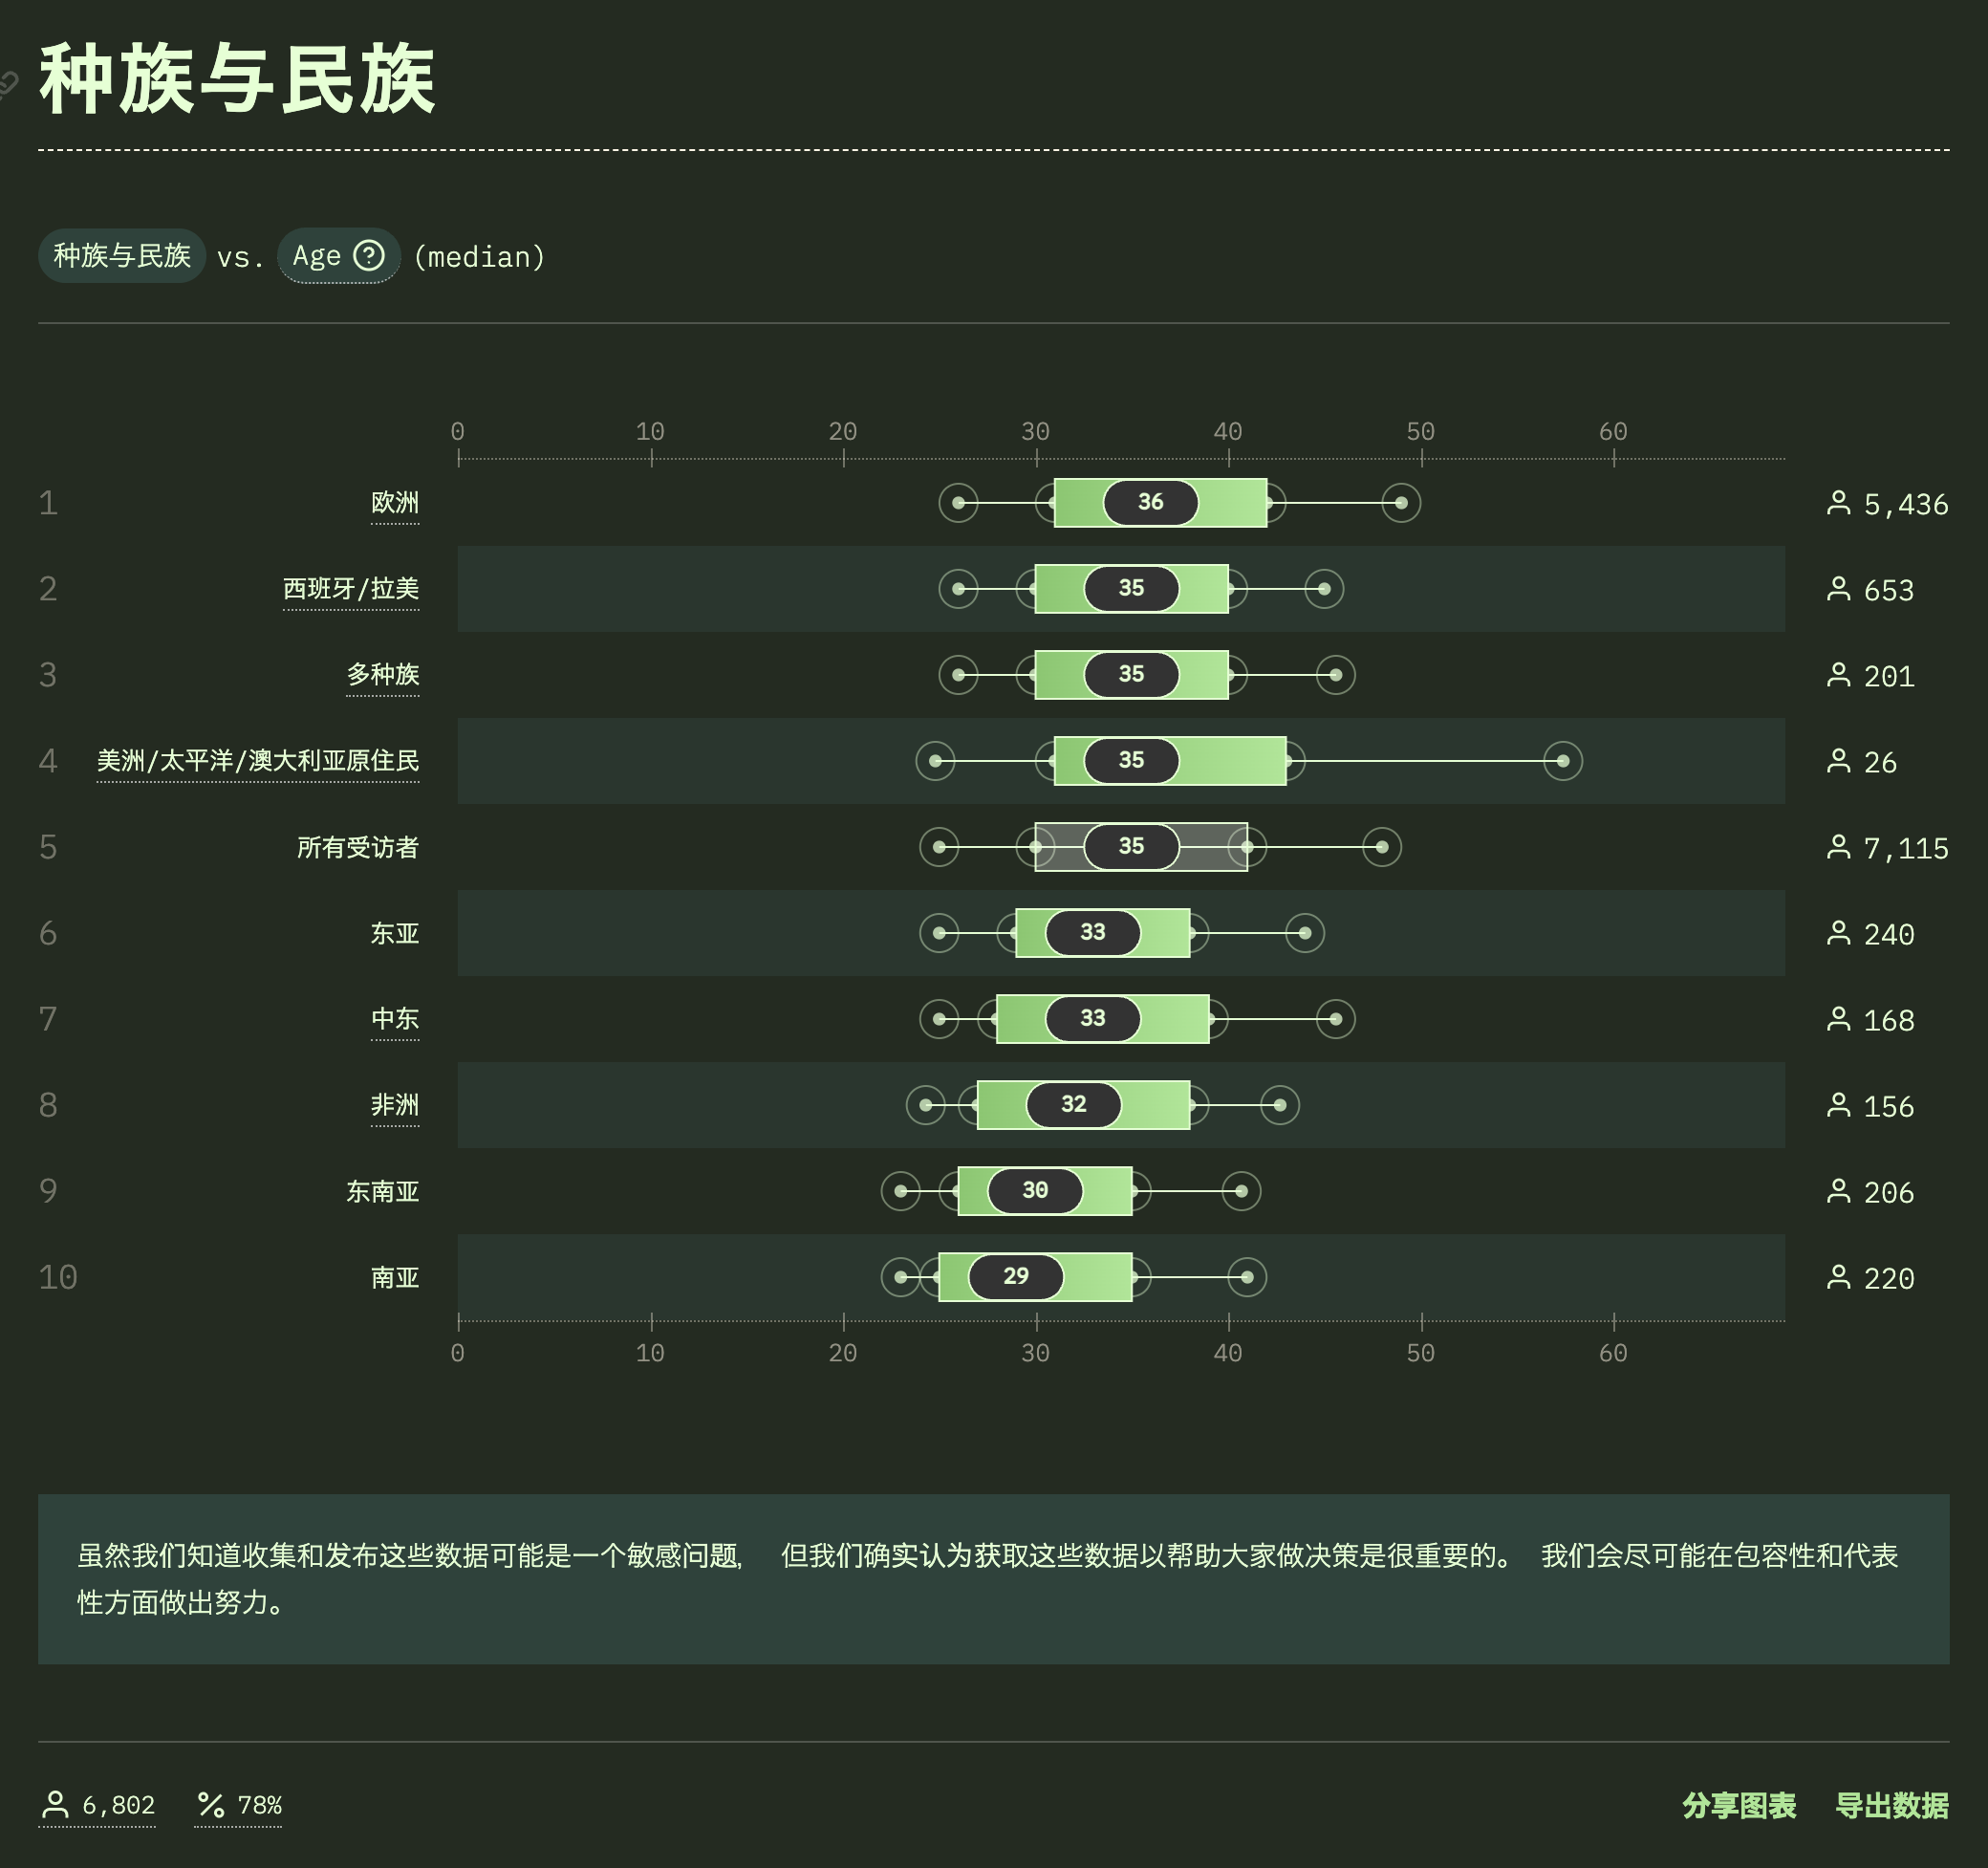 种族与民族
种族与民族 vs. Age (median)
0 10 20 30 40 50 60
1 欧洲 36 5,436
2 西班牙/拉美 35 653
3 多种族 35 201
4 美洲/太平洋/澳大利亚原住民 35 26
5 所有受访者 35 7,115
6 东亚 33 240
7 中东 33 168
8 非洲 32 156
9 东南亚 30 206
10 南亚 29 220
0 10 20 30 40 50 60
虽然我们知道收集和发布这些数据可能是一个敏感问题, 但我们确实认为获取这些数据以帮助大家做决策是很重要的。 我们会尽可能在包容性和代表
性方面做出努力。
6,802 78% 分享图表 导出数据